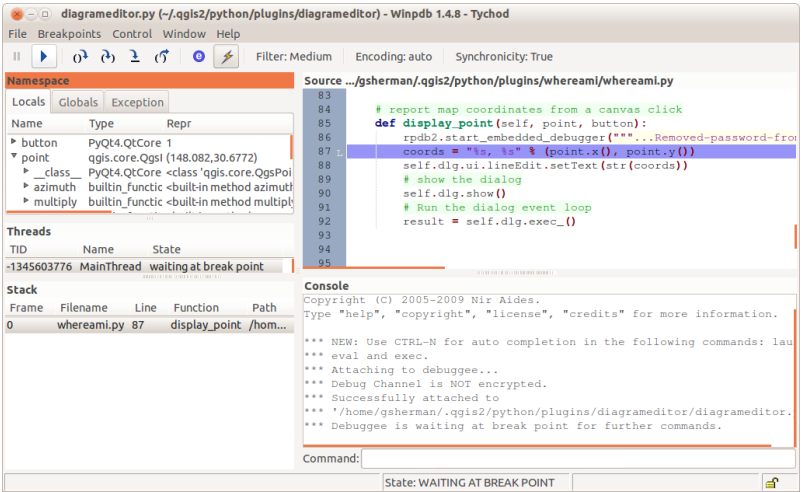 diagrameditor.py (~/.qgis2/python/plugins/diagrameditor) - Winpdb 1.4.8 - Tychod
File Breakpoints Control Window Help
Filter: Medium Encoding: auto Synchronicity: True
Namespace
Locals Globals Exception
Name Type Repr
button PyQt4.QtCore 1
point qgis.core.QgsI (148.082,30.6772)
__class__ PyQt4.QtCore <class 'qgis.core.QgsPoi
azimuth builtin_functic <built-in method azimuth
multiply builtin_functic <built-in method multiply
Threads
TID Name State
-1345603776 MainThread waiting at break point
Stack
Frame Filename Line Function Path
0 whereami.py 87 display_point /hom...
Source .../gsherman/.qgis2/python/plugins/whereami/whereami.py
83
84 # report map coordinates from a canvas click
85 def display_point(self, point, button):
86 rpdb2.start_embedded_debugger("""...Removed-password-from
87 L coords = "%s, %s" % (point.x(), point.y())
88 self.dlg.ui.lineEdit.setText(str(coords))
89 # show the dialog
90 self.dlg.show()
91 # Run the dialog event loop
92 result = self.dlg.exec_()
93
94
95
Console
Copyright (C) 2005-2009 Nir Aides.
Type "help", "copyright", "license", "credits" for more information.
*** NEW: Use CTRL-N for auto completion in the following commands: lau
*** eval and exec.
*** Attaching to debuggee...
*** Debug Channel is NOT encrypted.
*** Successfully attached to
*** '/home/gsherman/.qgis2/python/plugins/diagrameditor/diagrameditor.
*** Debuggee is waiting at break point for further commands.
Command:
State: WAITING AT BREAK POINT